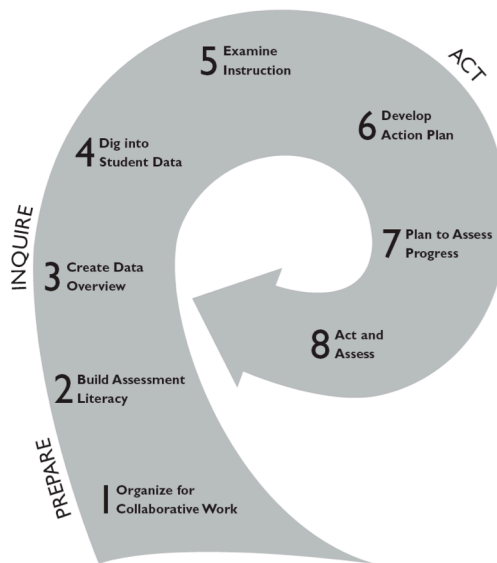 5 Examine
Instruction
ACT
6 Develop
Action Plan
4 Dig into
Student Data
7 Plan to Assess
Progress
INQUIRE
3 Create Data
Overview
8 Act and
Assess
2 Build Assessment
Literacy
PREPARE
1 Organize for
Collaborative Work